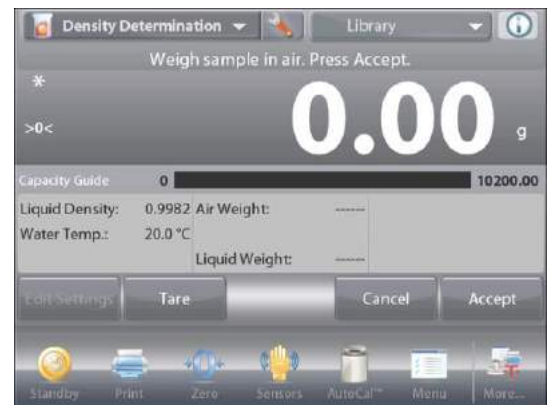 Density Determination Library
Weigh sample in air. Press Accept.
*
>0<
0.00 g
Capacity Guide 0 10200.00
Liquid Density: 0.9982 Air Weight: ------
Water Temp.: 20.0 °C
Liquid Weight: ------
Edit Settings Tare Cancel Accept
Standby Print Zero Sensors AutoCal™ Menu More...